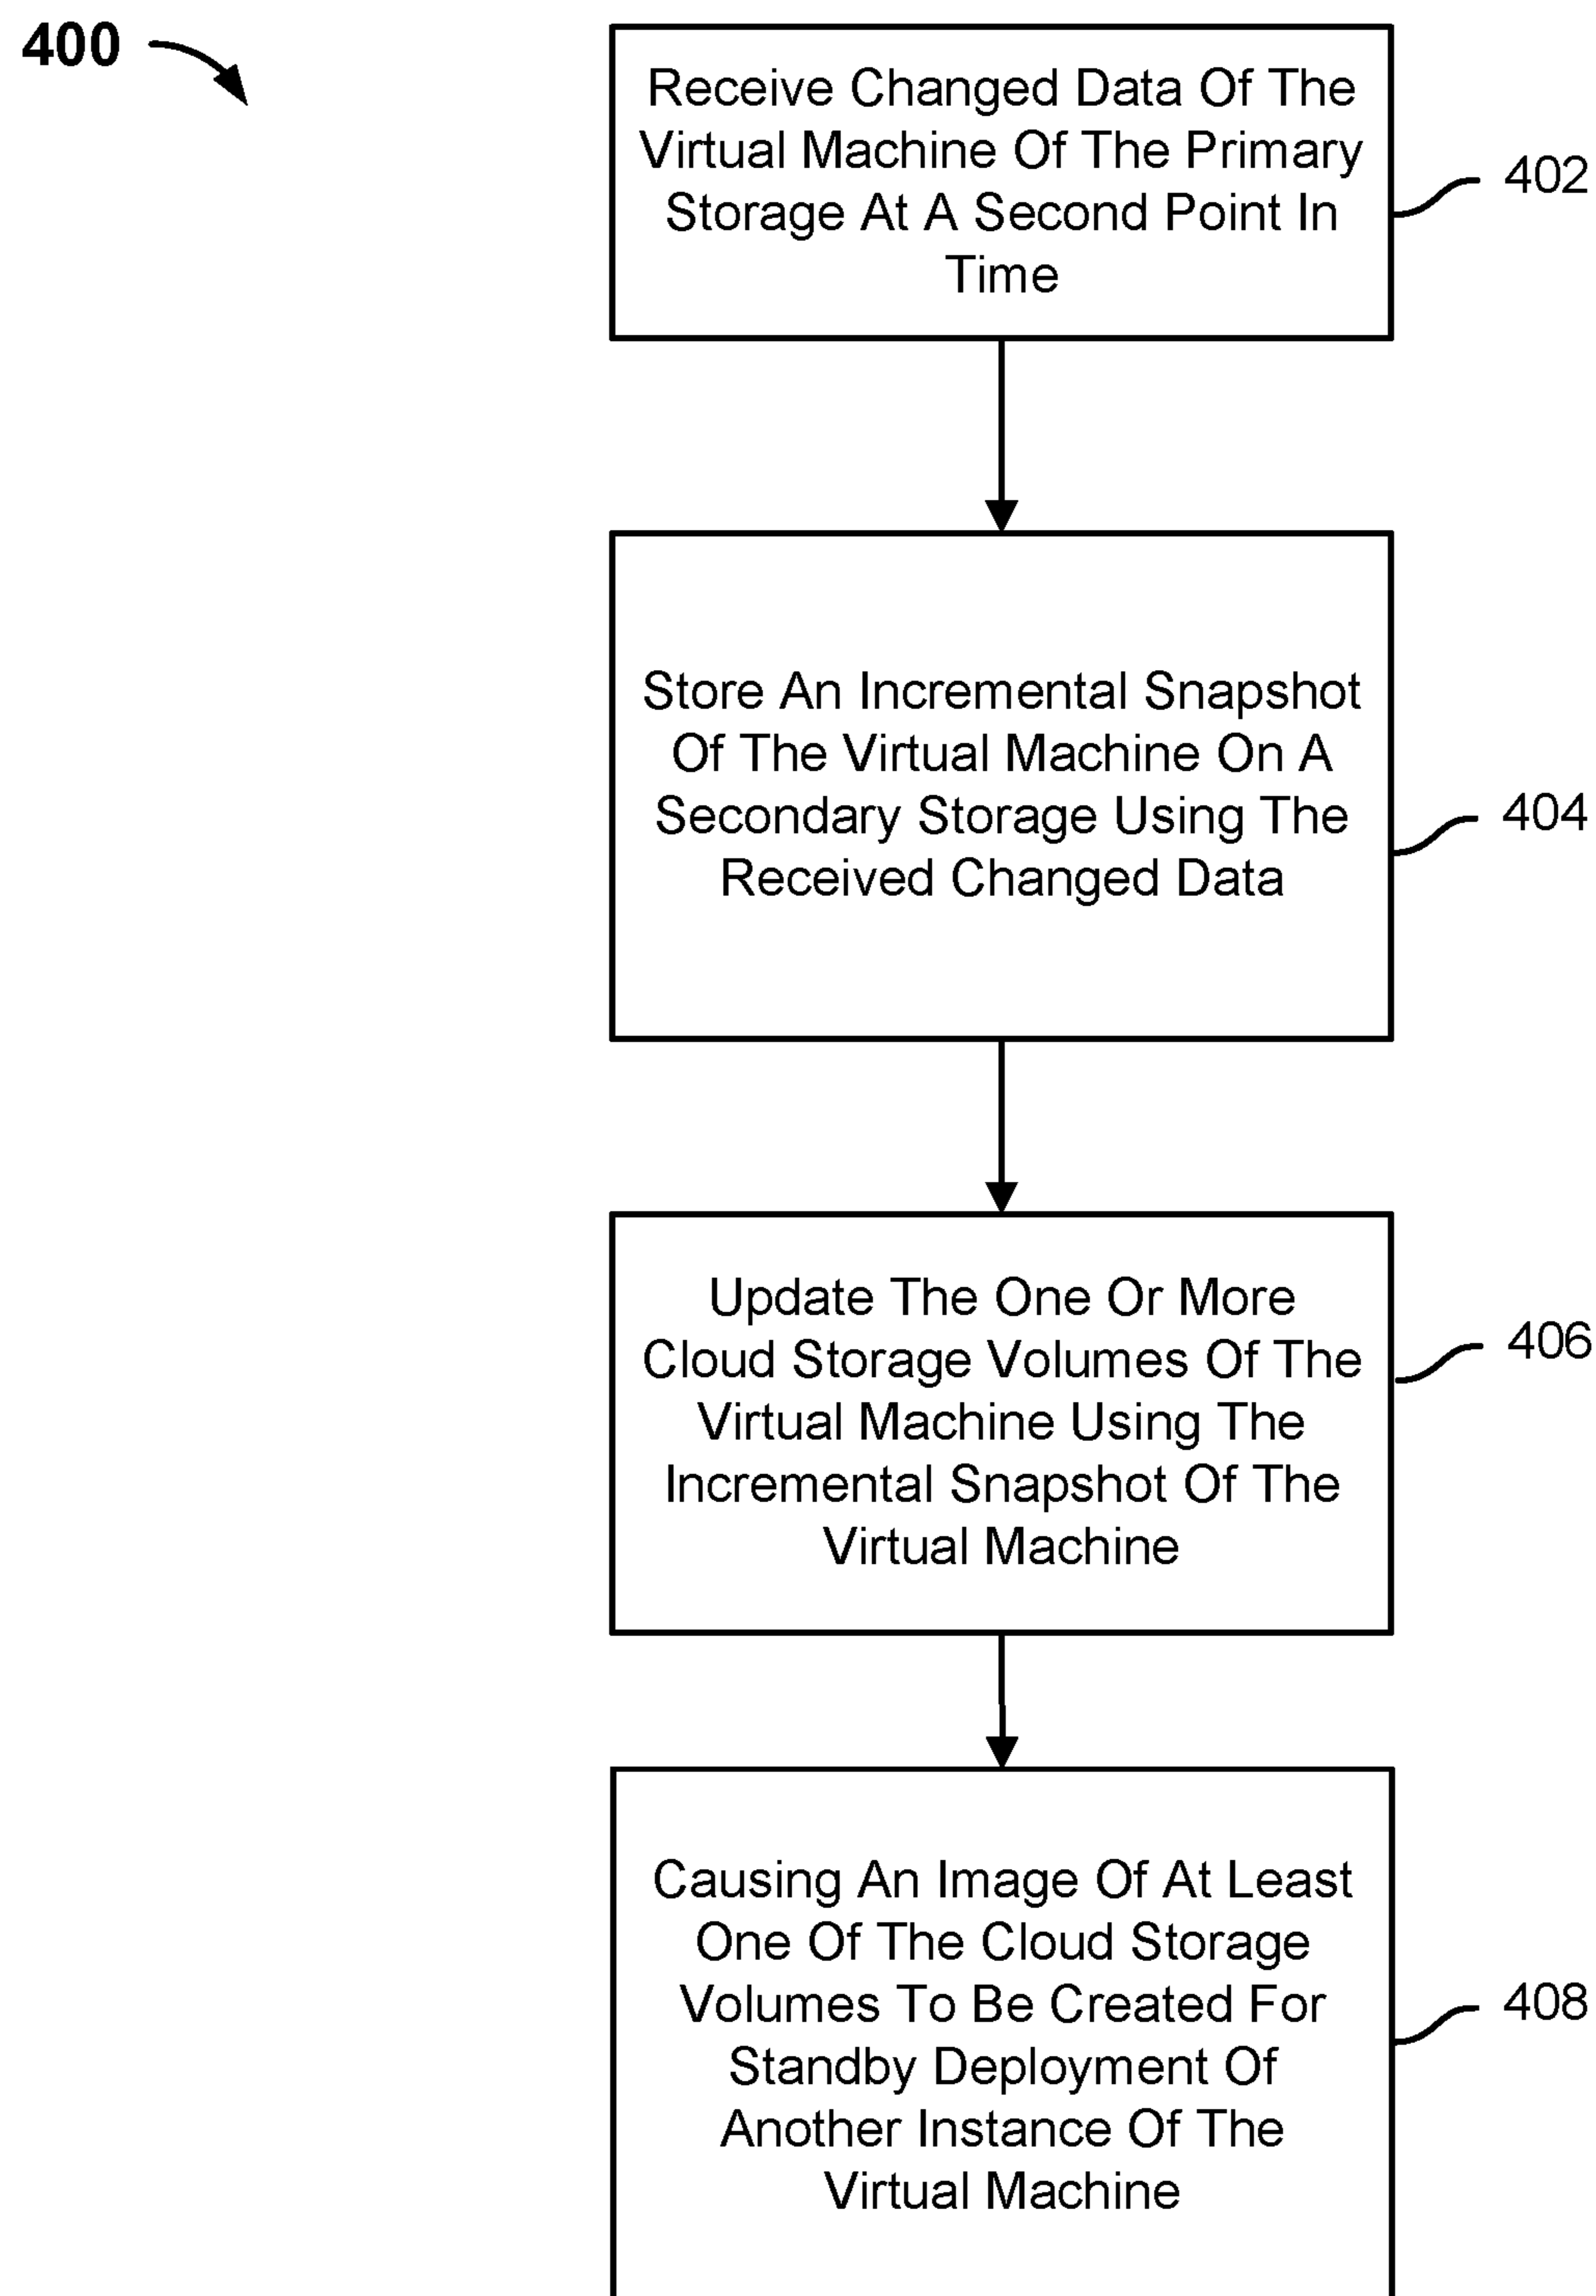 400
Receive Changed Data Of The
Virtual Machine Of The Primary
Storage At A Second Point In
Time
402
Store An Incremental Snapshot
Of The Virtual Machine On A
Secondary Storage Using The
Received Changed Data
404
Update The One Or More
Cloud Storage Volumes Of The
Virtual Machine Using The
Incremental Snapshot Of The
Virtual Machine
406
Causing An Image Of At Least
One Of The Cloud Storage
Volumes To Be Created For
Standby Deployment Of
Another Instance Of The
Virtual Machine
408